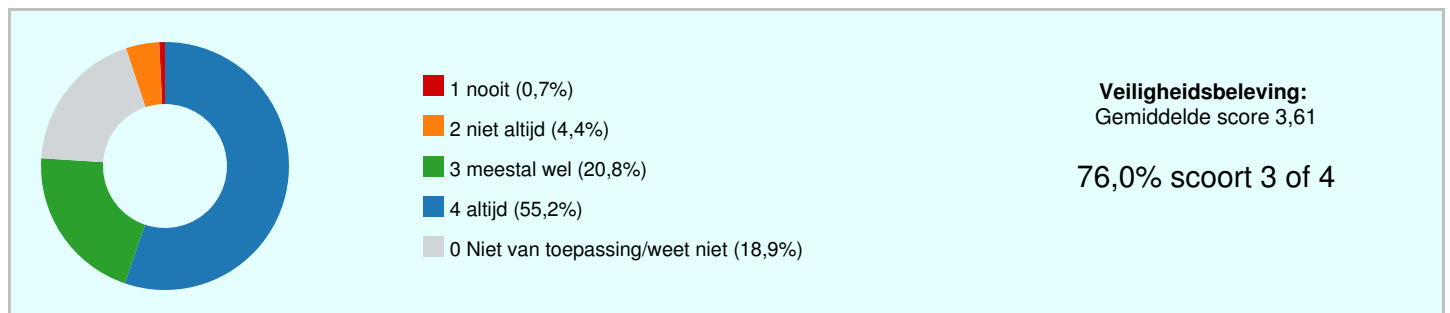 1 nooit (0,7%)
2 niet altijd (4,4%)
3 meestal wel (20,8%)
4 altijd (55,2%)
0 Niet van toepassing/weet niet (18,9%)
Veiligheidsbeleving:
Gemiddelde score 3,61
76,0% scoort 3 of 4